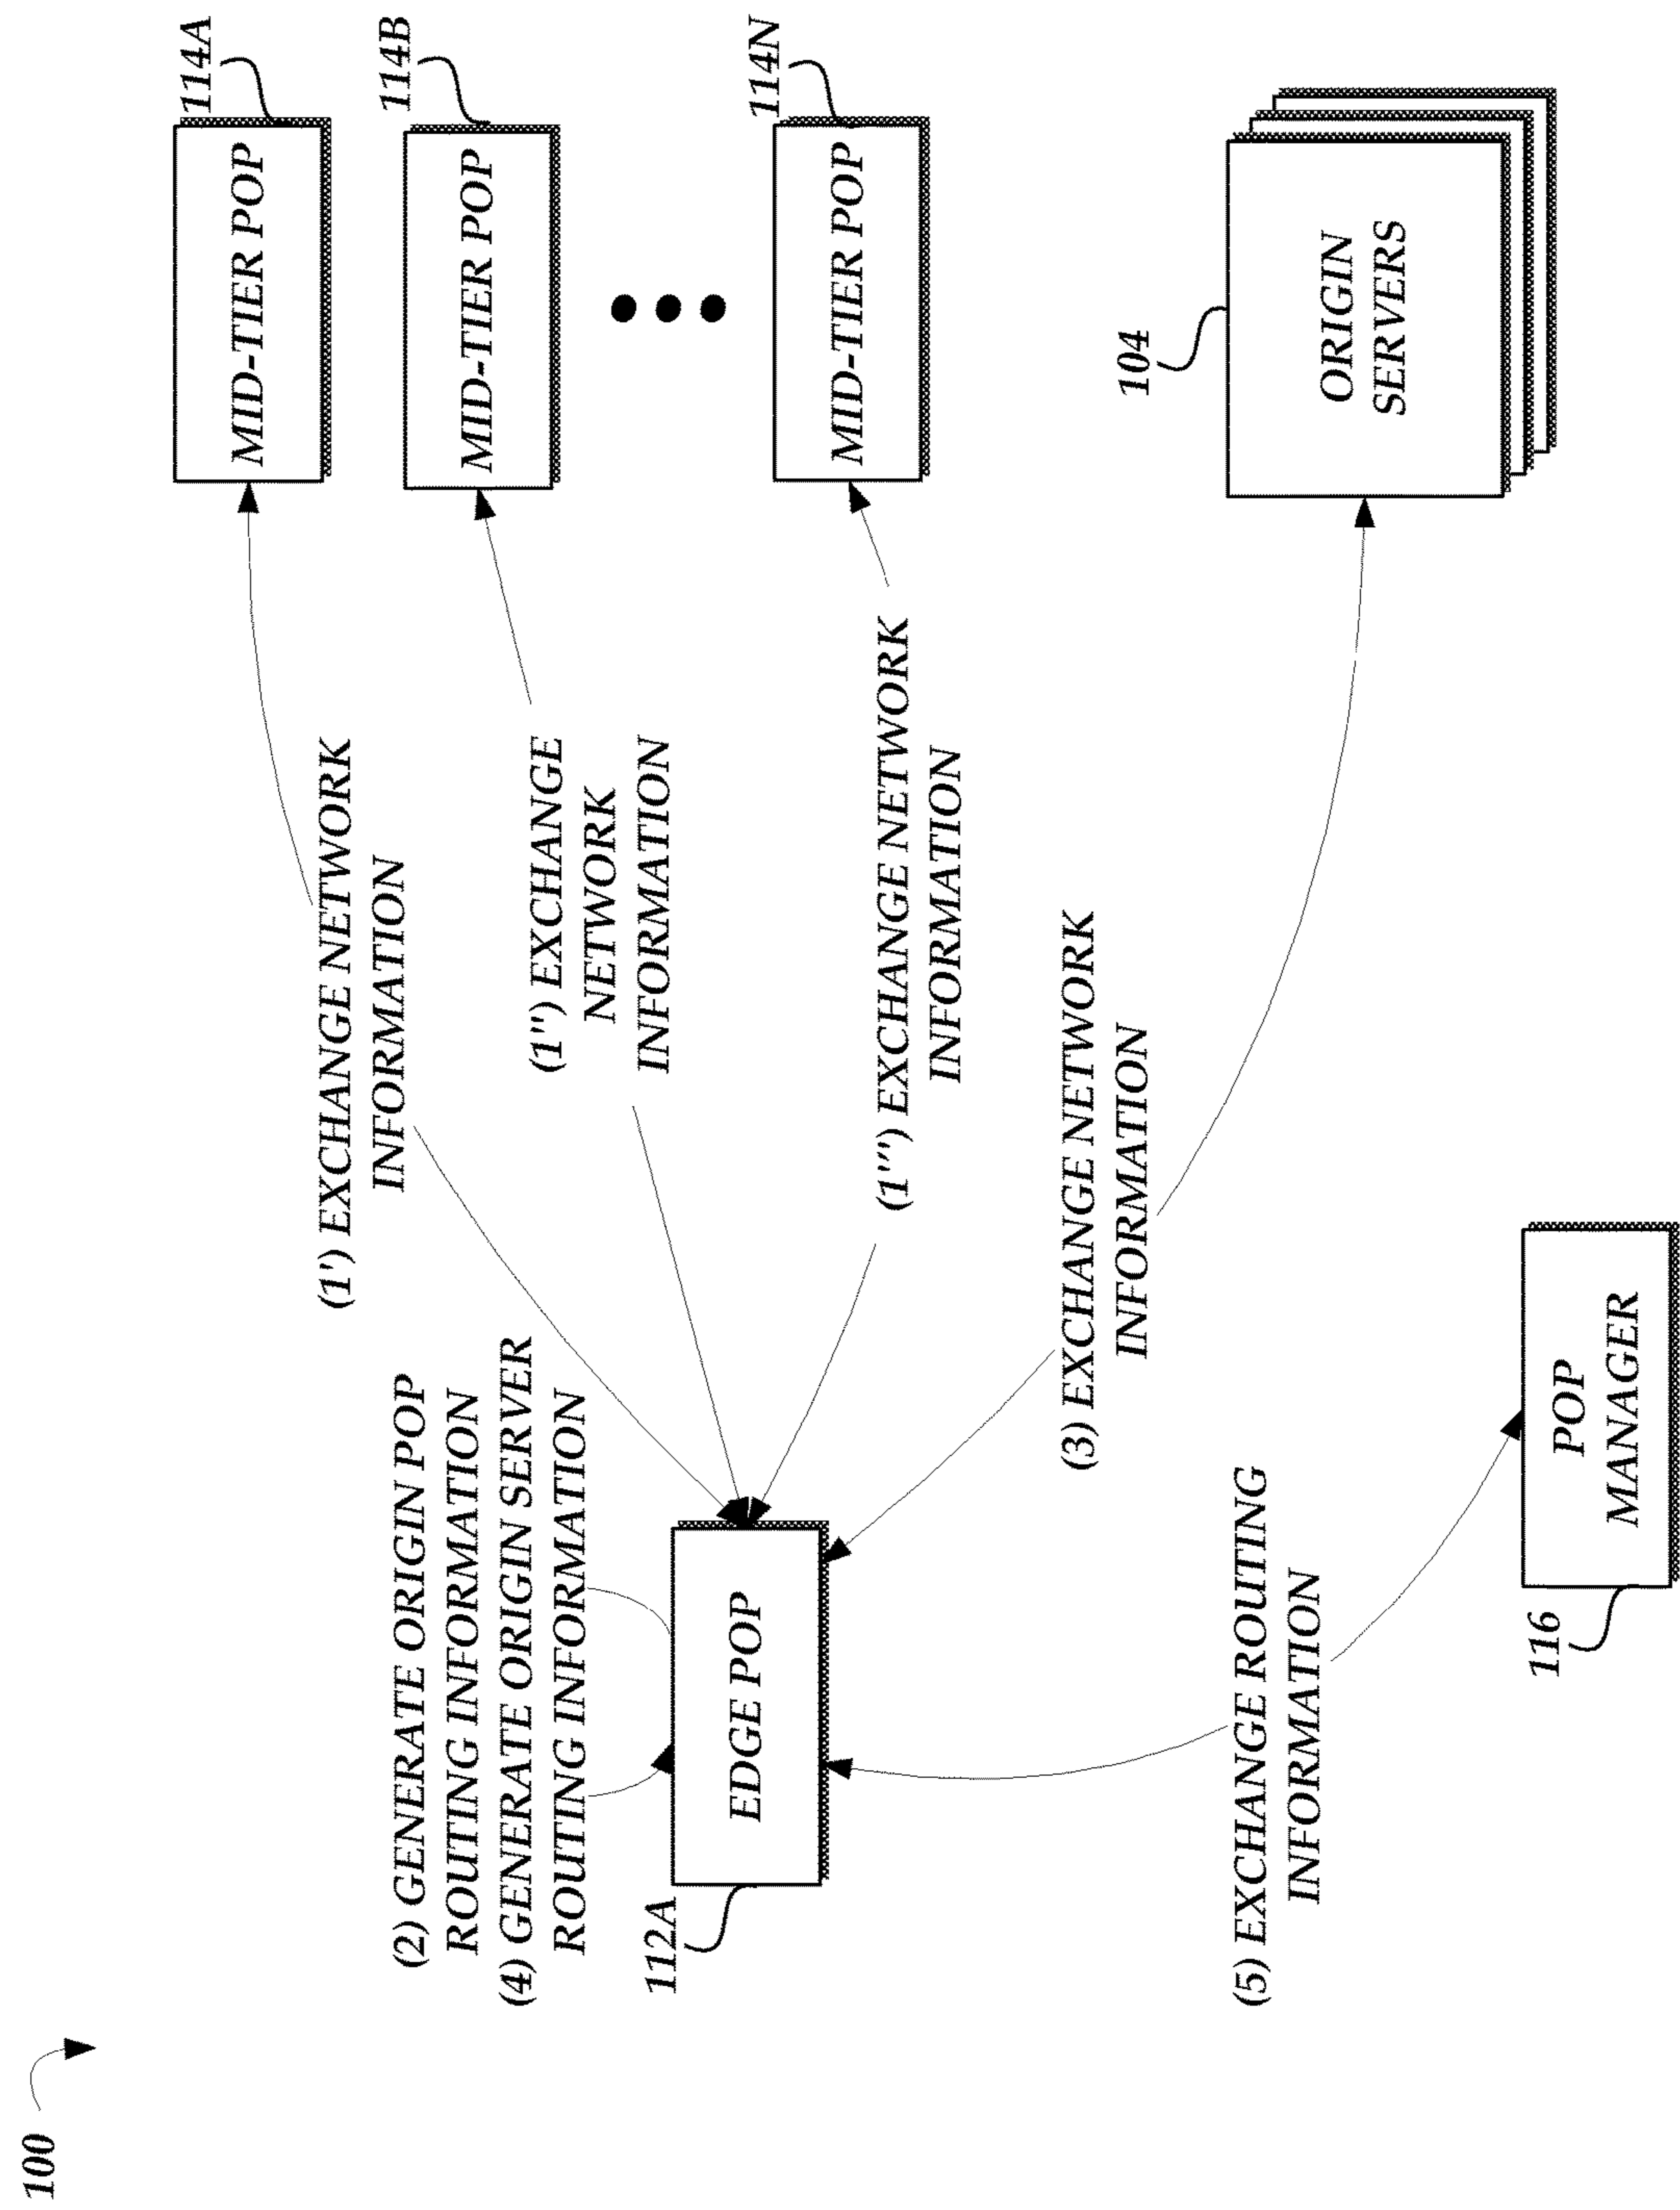 100
(2) GENERATE ORIGIN POP
ROUTING INFORMATION
(4) GENERATE ORIGIN SERVER
ROUTING INFORMATION
112A
EDGE POP
(1') EXCHANGE NETWORK
INFORMATION
(1'') EXCHANGE
NETWORK
INFORMATION
(1''') EXCHANGE NETWORK
INFORMATION
(3) EXCHANGE NETWORK
INFORMATION
(5) EXCHANGE ROUTING
INFORMATION
114A
MID-TIER POP
114B
MID-TIER POP
114N
MID-TIER POP
104
ORIGIN
SERVERS
116
POP
MANAGER